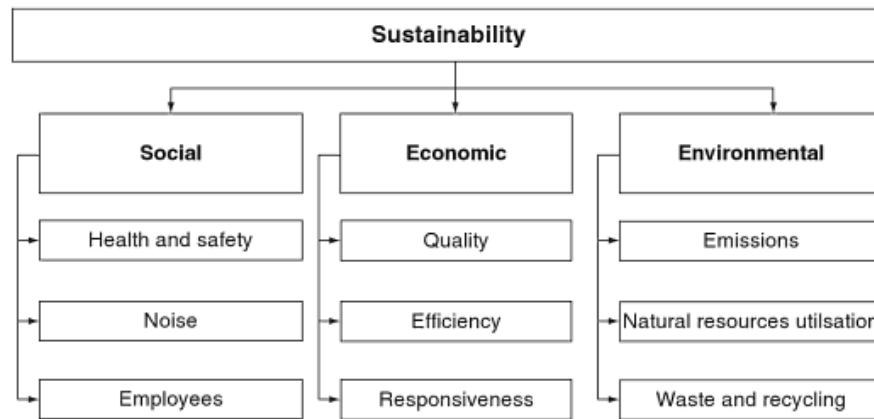 Sustainability
Social
Economic
Environmental
Health and safety
Quality
Emissions
Noise
Efficiency
Natural resources utilsation
Employees
Responsiveness
Waste and recycling